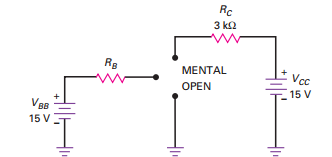 R_C
3 kΩ
R_B
MENTAL
OPEN
+
V_CC
15 V
−
+
V_BB
15 V
−